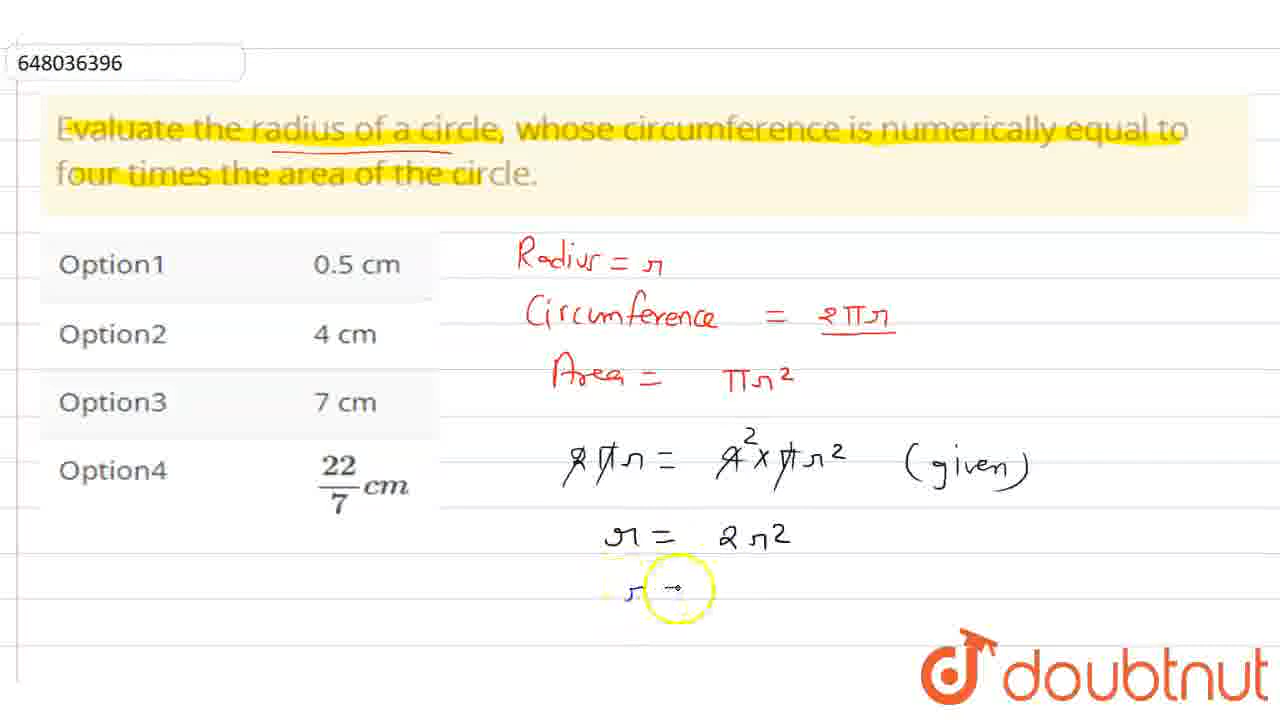 648036396
Evaluate the radius of a circle, whose circumference is numerically equal to
four times the area of the circle.
Option1 0.5 cm
Option2 4 cm
Option3 7 cm
Option4 22/7 cm
Radius = r
Circumference = 2πr
Area = πr²
2πr = 4² × πr² (given)
r = 2r²
r -
doubtnut